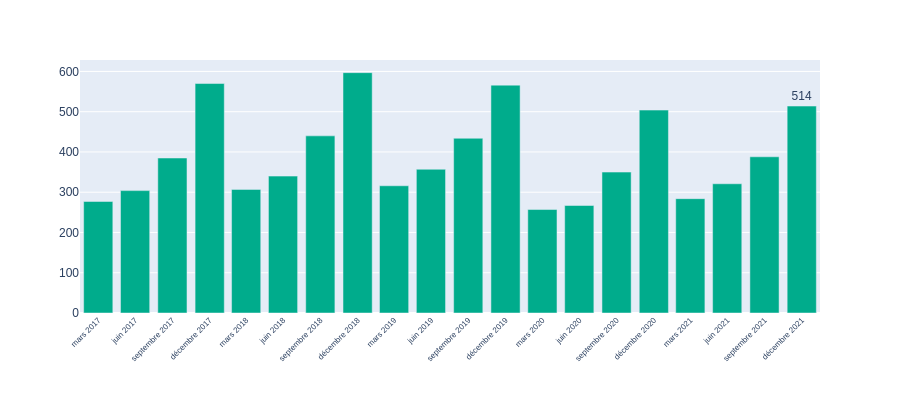 600
500
400
300
200
100
0
514
mars 2017
juin 2017
septembre 2017
décembre 2017
mars 2018
juin 2018
septembre 2018
décembre 2018
mars 2019
juin 2019
septembre 2019
décembre 2019
mars 2020
juin 2020
septembre 2020
décembre 2020
mars 2021
juin 2021
septembre 2021
décembre 2021